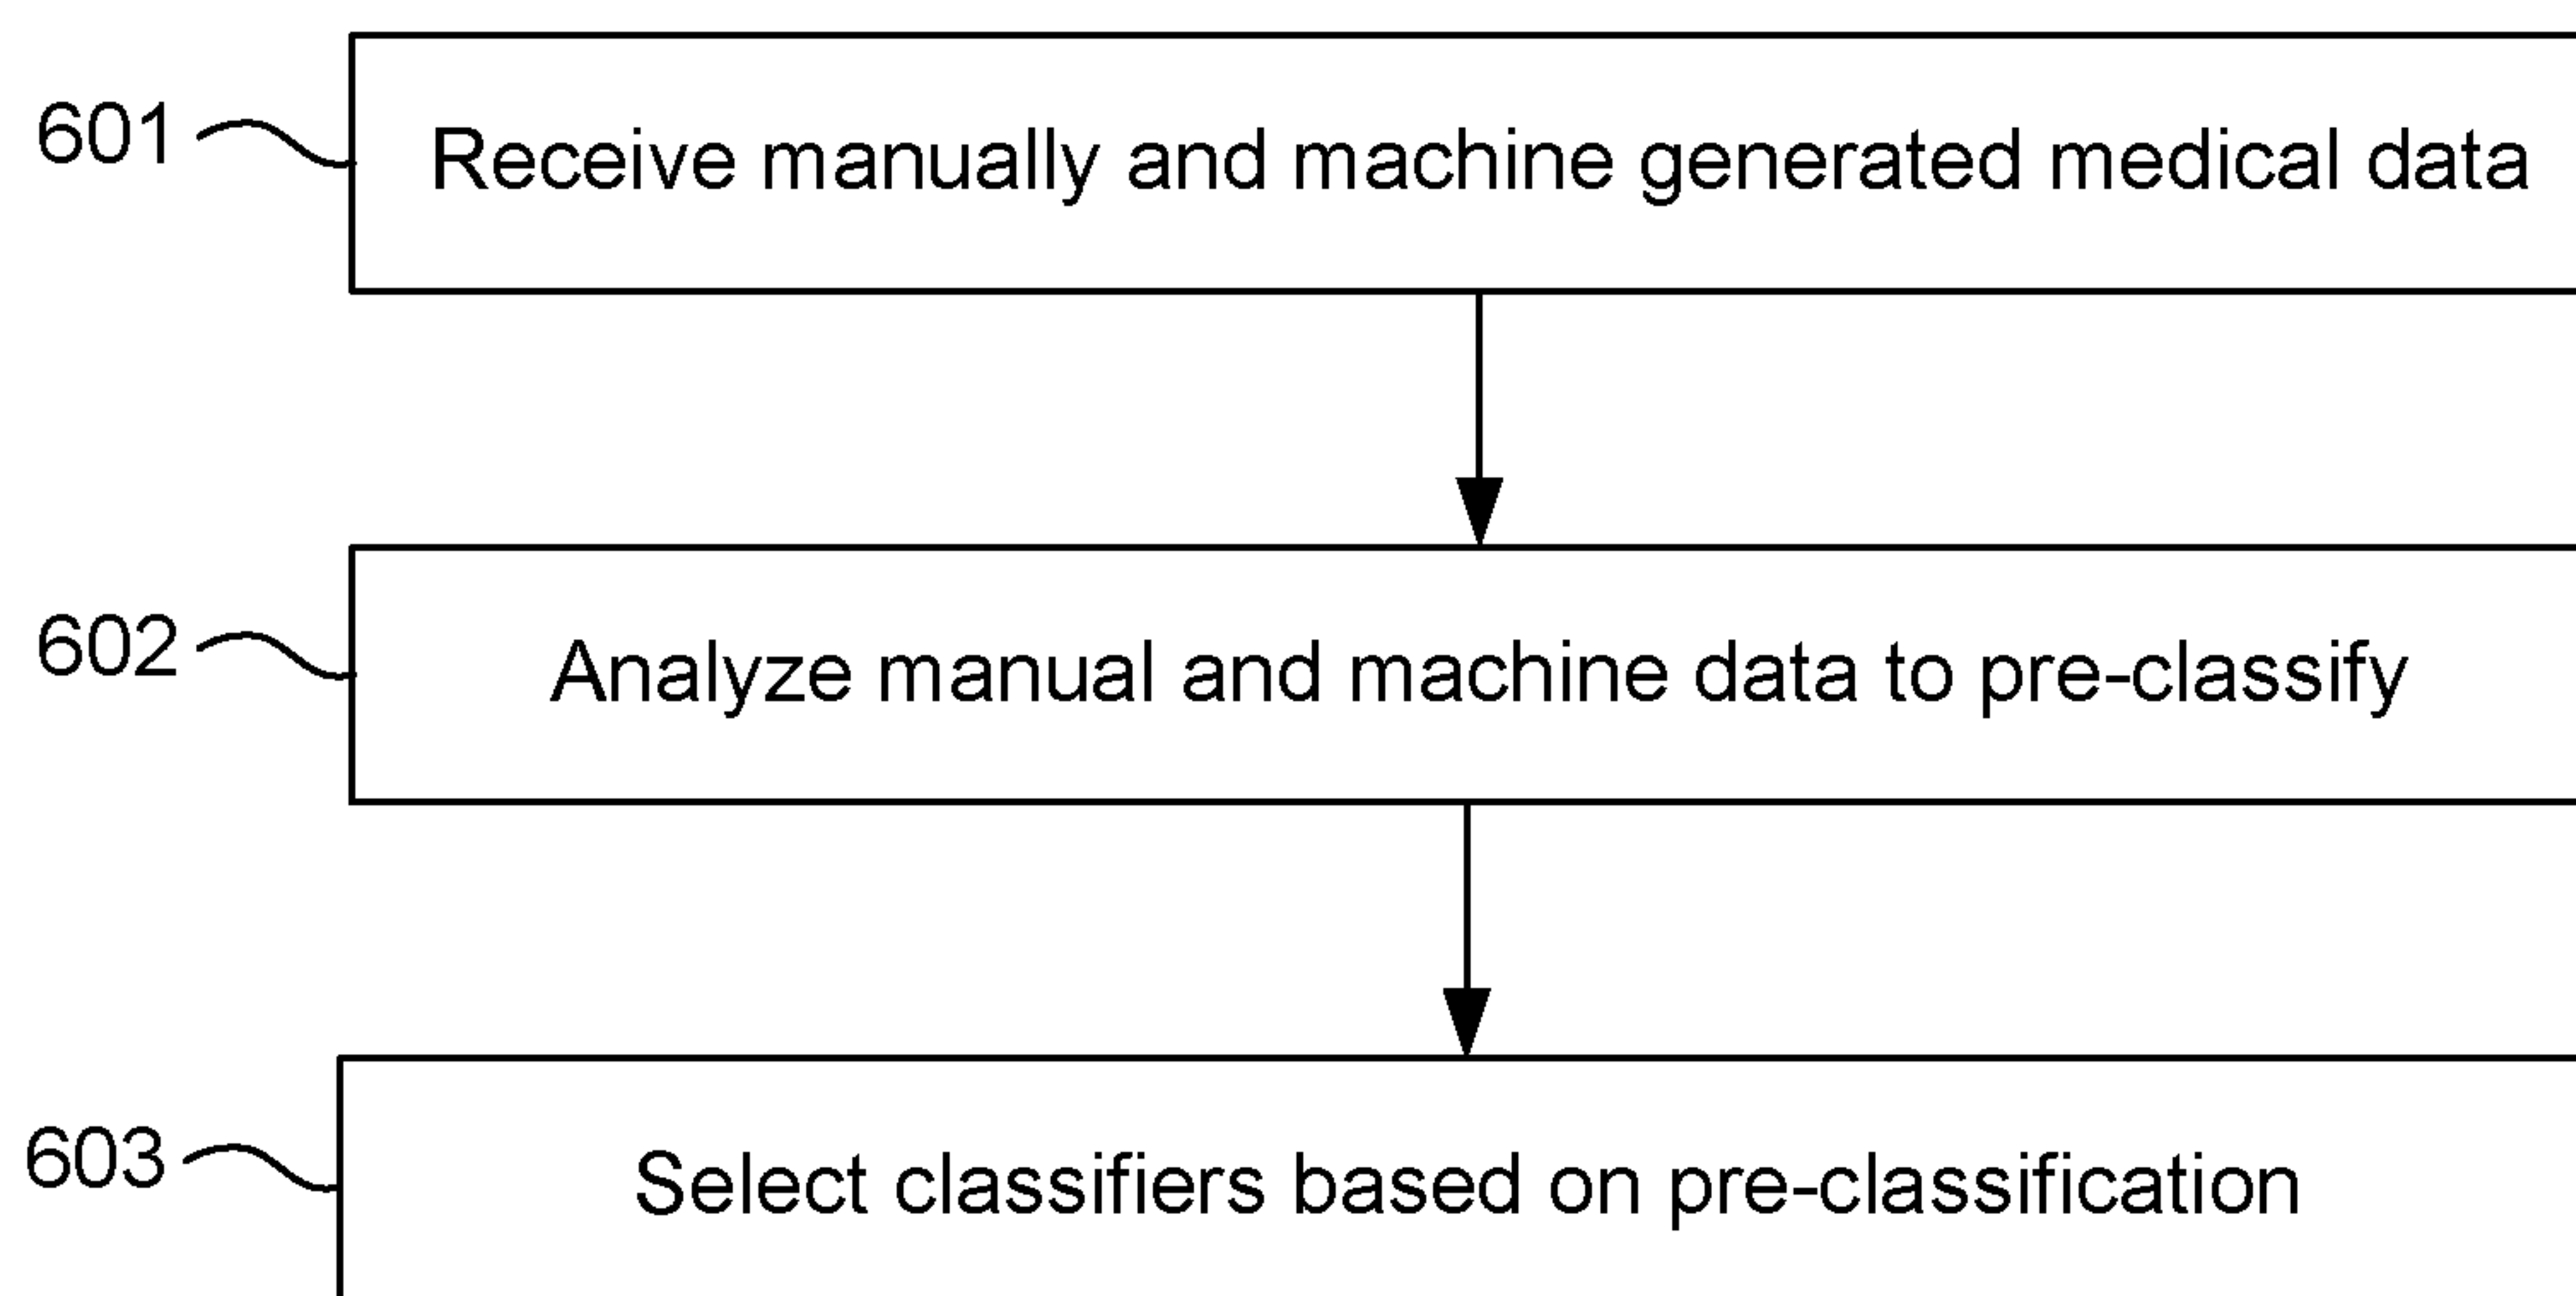 601
Receive manually and machine generated medical data
602
Analyze manual and machine data to pre-classify
603
Select classifiers based on pre-classification